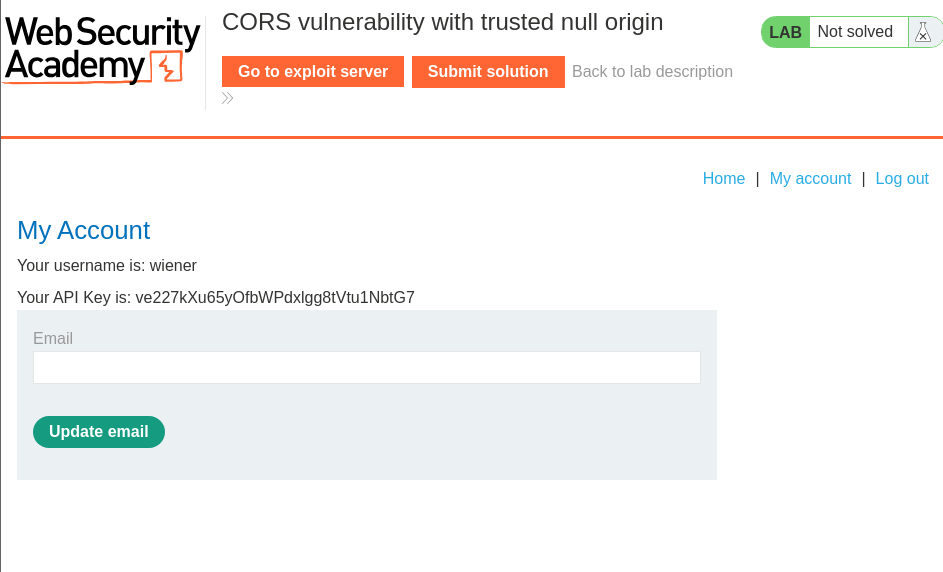 Web Security
Academy
CORS vulnerability with trusted null origin
LAB Not solved
Go to exploit server Submit solution Back to lab description
Home | My account | Log out
My Account
Your username is: wiener
Your API Key is: ve227kXu65yOfbWPdxlgg8tVtu1NbtG7
Email
Update email